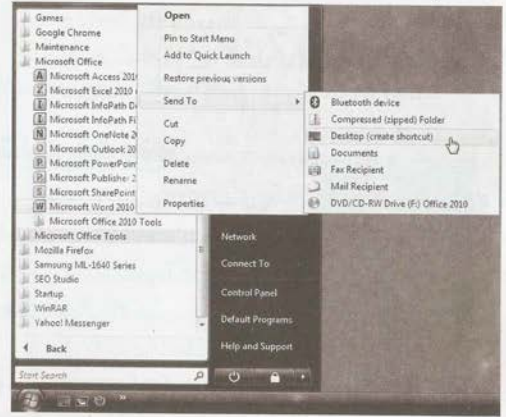 Games
Google Chrome
Maintenance
Microsoft Office
Microsoft Access 201
Microsoft Excel 2010
Microsoft InfoPath D
Microsoft InfoPath Fi
Microsoft OneNote 2
Microsoft Outlook 20
Microsoft PowerPoin
Microsoft Publisher 2
Microsoft SharePoint
Microsoft Word 2010
Microsoft Office 2010 Tools
Microsoft Office Tools
Mozilla Firefox
Samsung ML-1640 Series
SEO Studio
Startup
WinRAR
Yahoo! Messenger
Back
Start Search
Open
Pin to Start Menu
Add to Quick Launch
Restore previous versions
Send To
Cut
Copy
Delete
Rename
Properties
Bluetooth device
Compressed (zipped) Folder
Desktop (create shortcut)
Documents
Fax Recipient
Mail Recipient
DVD/CD-RW Drive (F:) Office 2010
Network
Connect To
Control Panel
Default Programs
Help and Support